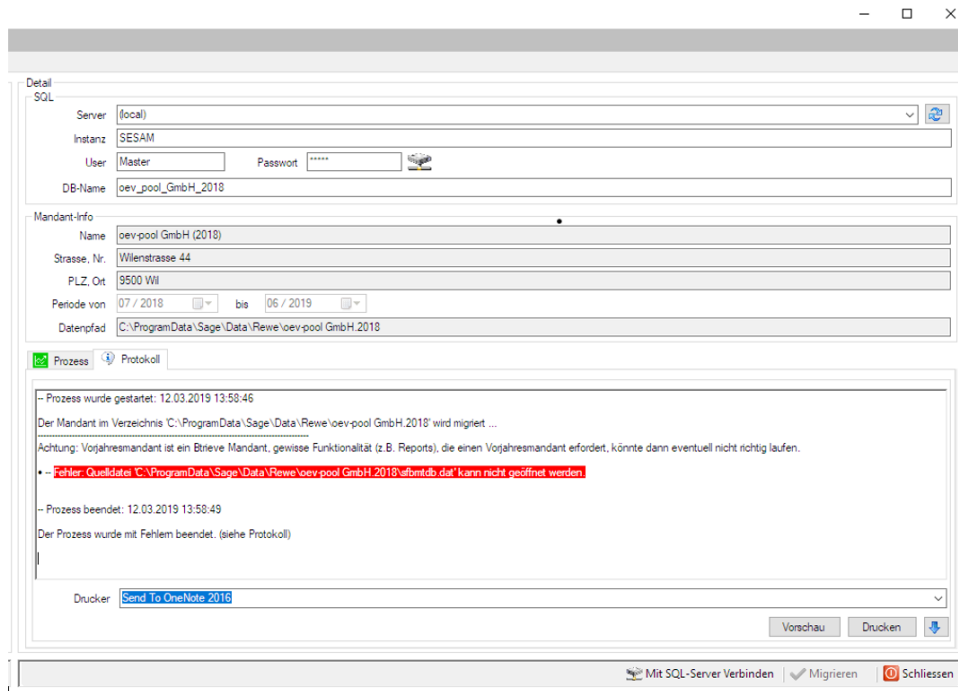 Detail
SQL
Server (local)
Instanz SESAM
User Master Passwort *****
DB-Name oev_pool_GmbH_2018
Mandant-Info
Name oev-pool GmbH (2018)
Strasse, Nr. Wilenstrasse 44
PLZ, Ort 9500 Wil
Periode von 07 / 2018 bis 06 / 2019
Datenpfad C:\ProgramData\Sage\Data\Rewe\oev-pool GmbH.2018
Prozess Protokoll
-- Prozess wurde gestartet: 12.03.2019 13:58:46
Der Mandant im Verzeichnis 'C:\ProgramData\Sage\Data\Rewe\oev-pool GmbH.2018' wird migriert ...
Achtung: Vorjahresmandant ist ein Btrieve Mandant, gewisse Funktionalität (z.B. Reports), die einen Vorjahresmandant erfordert, könnte dann eventuell nicht richtig laufen.
• -- Fehler: Quelldatei 'C:\ProgramData\Sage\Data\Rewe\oev-pool GmbH.2018\afbmtdb.dat' kann nicht geöffnet werden.
-- Prozess beendet: 12.03.2019 13:58:49
Der Prozess wurde mit Fehlern beendet. (siehe Protokoll)
Drucker Send To OneNote 2016
Vorschau Drucken
Mit SQL-Server Verbinden Migrieren Schliessen